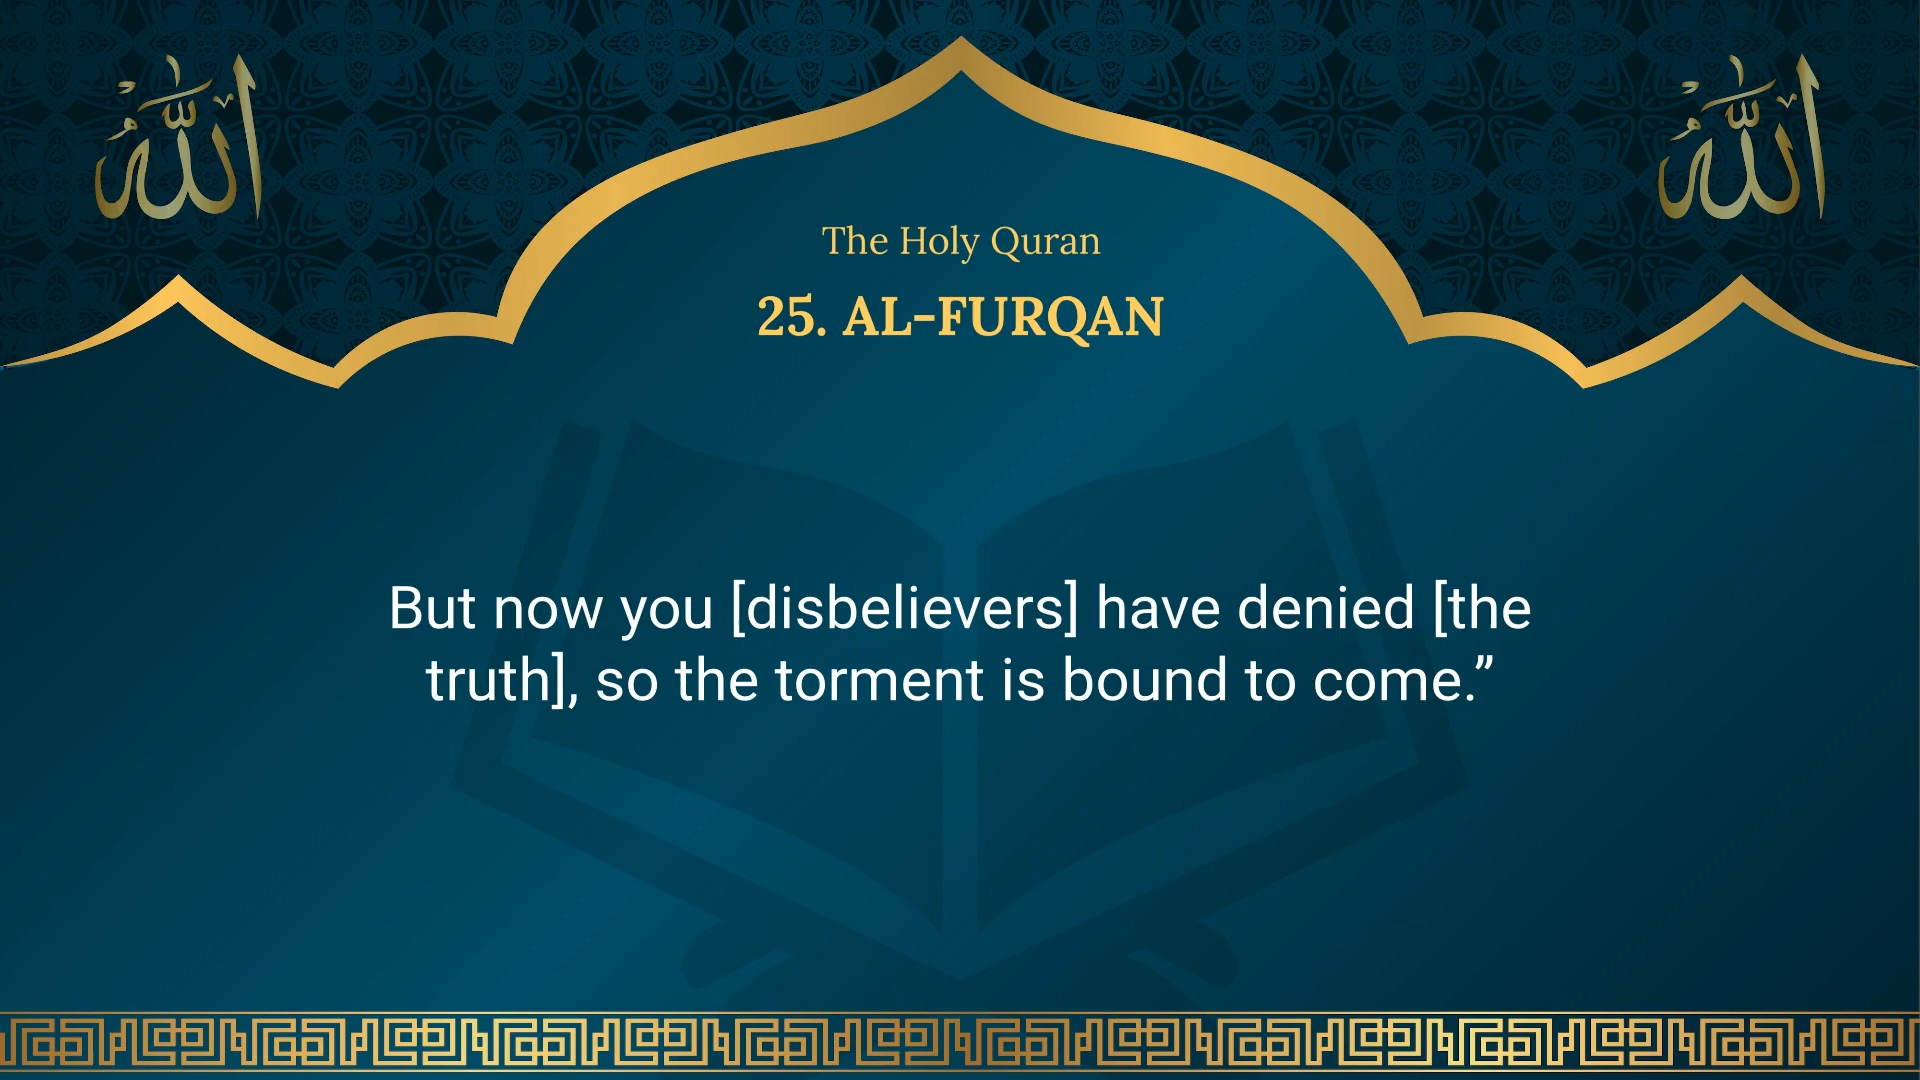 الله
الله
The Holy Quran
25. AL-FURQAN
But now you [disbelievers] have denied [the
truth], so the torment is bound to come.”